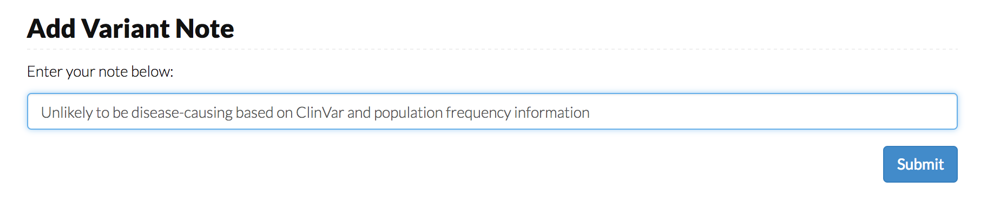 Add Variant Note
Enter your note below:
Unlikely to be disease-causing based on ClinVar and population frequency information
Submit